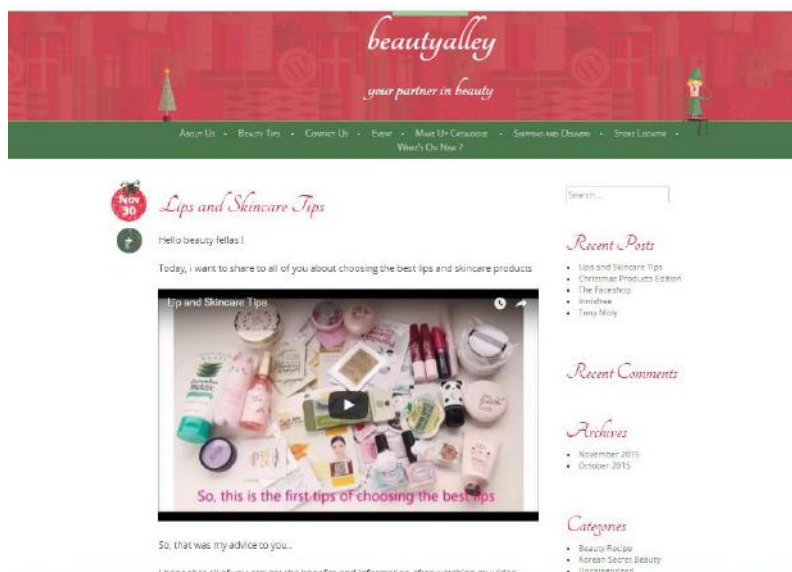 beautyalley
your partner in beauty
About Us • Beauty Tips • Contact Us • Event • Make Up Catalogue • Shipping and Delivery • Store Locator •
What's On New ?
Nov
30
Lips and Skincare Tips
Hello beauty fellas !
Today, i want to share to all of you about choosing the best lips and skincare products
Lip and Skincare Tips
So, this is the first tips of choosing the best lips
So, that was my advice to you..
Search...
Recent Posts
Lips and Skincare Tips
Christmas Products Edition
The Faceshop
Innisfree
Tony Moly
Recent Comments
Archives
November 2015
October 2015
Categories
Beauty Recipe
Korean Secret Beauty
Uncategorized